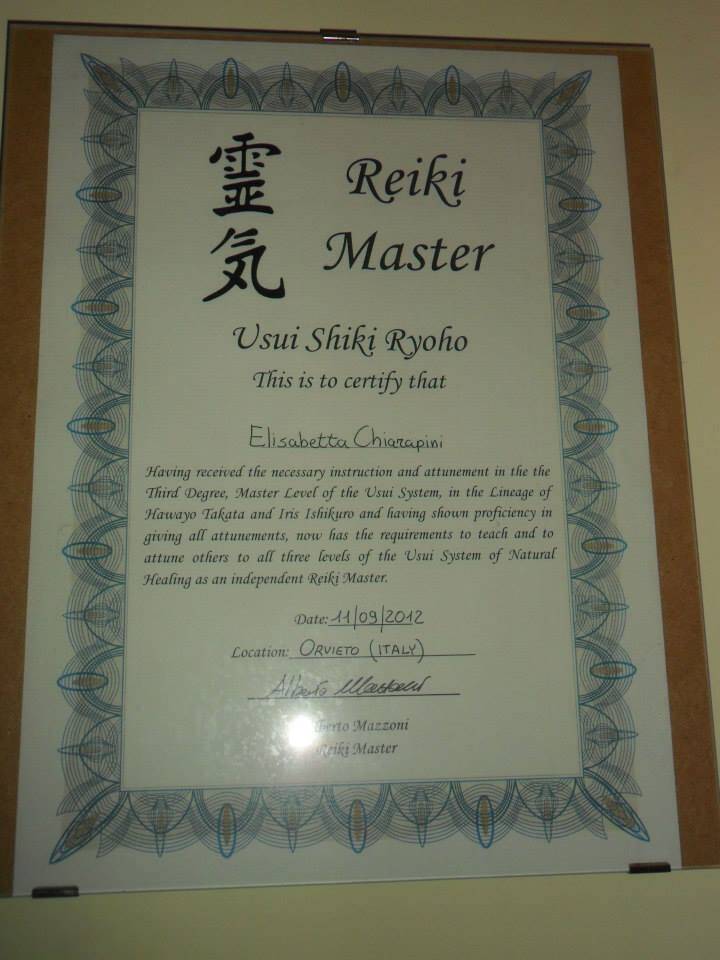 靈気
Reiki
Master
Usui Shiki Ryoho
This is to certify that
Elisabetta Chiarapini
Having received the necessary instruction and attunement in the the
Third Degree, Master Level of the Usui System, in the Lineage of
Hawayo Takata and Iris Ishikuro and having shown proficiency in
giving all attunements, now has the requirements to teach and to
attune others to all three levels of the Usui System of Natural
Healing as an independent Reiki Master.
Date: 11/09/2012
Location: ORVIETO (ITALY)
Alberto Mazzoni
Mazzoni
Reiki Master